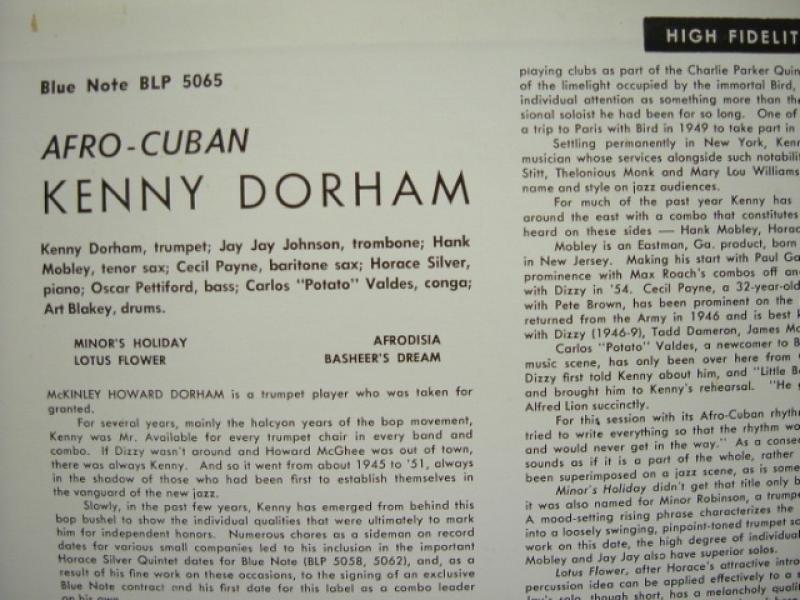 Blue Note BLP 5065
AFRO-CUBAN
KENNY DORHAM
Kenny Dorham, trumpet; Jay Jay Johnson, trombone; Hank
Mobley, tenor sax; Cecil Payne, baritone sax; Horace Silver,
piano; Oscar Pettiford, bass; Carlos "Potato" Valdes, conga;
Art Blakey, drums.
MINOR'S HOLIDAY
LOTUS FLOWER
AFRODISIA
BASHEER'S DREAM
McKINLEY HOWARD DORHAM is a trumpet player who was taken for
granted.
For several years, mainly the halcyon years of the bop movement,
Kenny was Mr. Available for every trumpet chair in every band and
combo. If Dizzy wasn't around and Howard McGhee was out of town,
there was always Kenny. And so it went from about 1945 to '51, always
in the shadow of those who had been first to establish themselves in
the vanguard of the new jazz.
Slowly, in the past few years, Kenny has emerged from behind this
bop bushel to show the individual qualities that were ultimately to mark
him for independent honors. Numerous chores as a sideman on record
dates for various small companies led to his inclusion in the important
Horace Silver Quintet dates for Blue Note (BLP 5058, 5062), and, as a
result of his fine work on these occasions, to the signing of an exclusive
Blue Note contract and his first date for this label as a combo leader
on his own
HIGH FIDELIT
playing clubs as part of the Charlie Parker Quin
of the limelight occupied by the immortal Bird,
individual attention as something more than the
sional soloist he had been for so long. One of
a trip to Paris with Bird in 1949 to take part in
Settling permanently in New York, Kenn
musician whose services alongside such notabilit
Stitt, Thelonious Monk and Mary Lou Williams
name and style on jazz audiences.
For much of the past year Kenny has
around the east with a combo that constitutes
heard on these sides — Hank Mobley, Horac
Mobley is an Eastman, Ga. product, born
in New Jersey. Making his start with Paul Ga
prominence with Max Roach's combos off an
with Dizzy in '54. Cecil Payne, a 32-year-old
with Pete Brown, has been prominent on the
returned from the Army in 1946 and is best k
with Dizzy (1946-9), Tadd Dameron, James Mo
Carlos "Potato" Valdes, a newcomer to B
music scene, has only been over here from
Dizzy first told Kenny about him, and "Little B
and brought him to Kenny's rehearsal. "He
Alfred Lion succinctly.
For this session with its Afro-Cuban rhythm
tried to write everything so that the rhythm wo
and would never get in the way." As a conseq
sounds as if it is a part of the whole, rather
been superimposed on a jazz scene, as is some
Minor's Holiday didn't get that title only b
it was also named for Minor Robinson, a trumpe
A mood-setting rising phrase characterizes the
into a loosely swinging, pinpoint-toned trumpet so
work on this date, the high degree of individual
Mobley and Jay Jay also have superior solos.
Lotus Flower, after Horace's attractive intro
percussion idea can be applied effectively to a
Jay's solo, though short, has a melancholy qualit